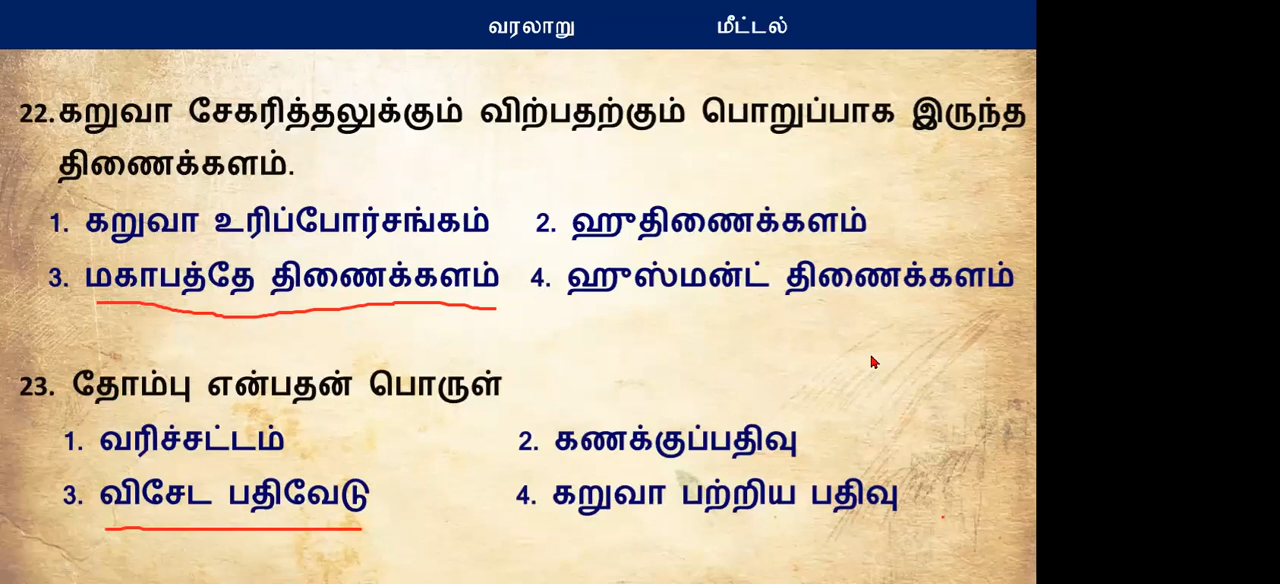 வரலாறு மீட்டல்
22. கறுவா சேகரித்தலுக்கும் விற்பதற்கும் பொறுப்பாக இருந்த
திணைக்களம்.
1. கறுவா உரிப்போர்சங்கம் 2. ஹுதிணைக்களம்
3. மகாபத்தே திணைக்களம் 4. ஹுஸ்மன்ட் திணைக்களம்
23. தோம்பு என்பதன் பொருள்
1. வரிச்சட்டம் 2. கணக்குப்பதிவு
3. விசேட பதிவேடு 4. கறுவா பற்றிய பதிவு